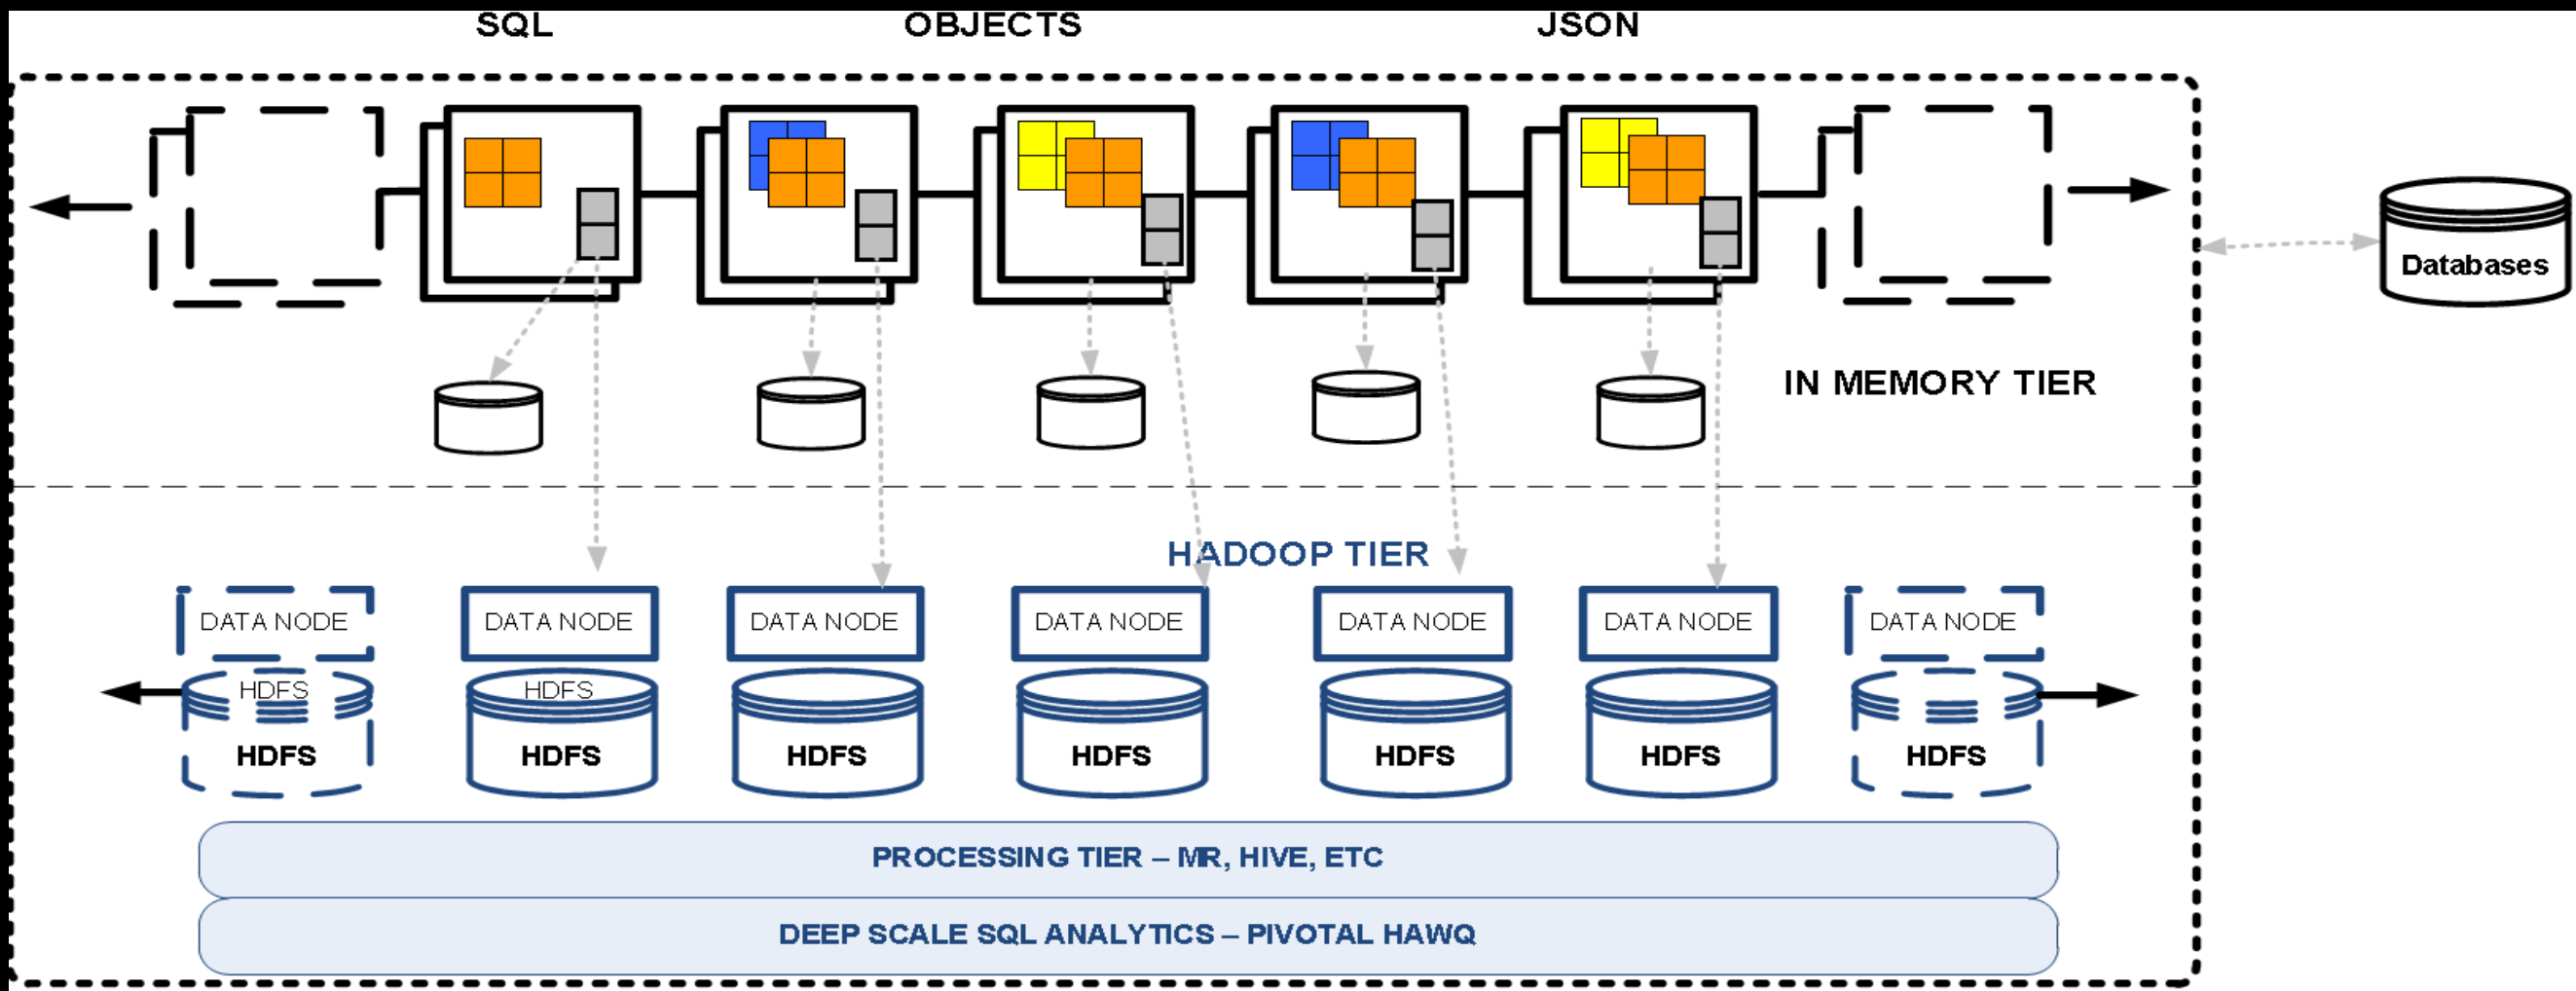 SQL
OBJECTS
JSON
Databases
IN MEMORY TIER
HADOOP TIER
DATA NODE
DATA NODE
DATA NODE
DATA NODE
DATA NODE
DATA NODE
DATA NODE
HDFS
HDFS
HDFS
HDFS
HDFS
HDFS
HDFS
HDFS
HDFS
PROCESSING TIER – MR, HIVE, ETC
DEEP SCALE SQL ANALYTICS – PIVOTAL HAWQ